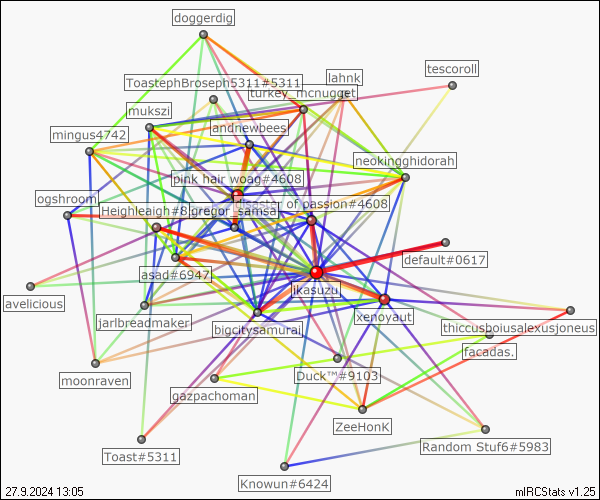 doggerdig
lahnk
tescoroll
ToastephBroseph5311#5311
turkey_mcnugget
mukszi
andnewbees
mingus4742
neokingghidorah
pink hair woag#4608
ogshroom
disaster of passion#4608
Heighleaigh#8
gregor_samsa
default#0617
asad#6947
jkasuzu
avelicious
jarlbreadmaker
bigcitysamurai
xenoyaut
thiccusboiusalexusjoneus
facadas.
moonraven
Duck™#9103
gazpachoman
ZeeHonK
Random Stuf6#5983
Toast#5311
Knowun#6424
27.9.2024 13:05
mIRCStats v1.25